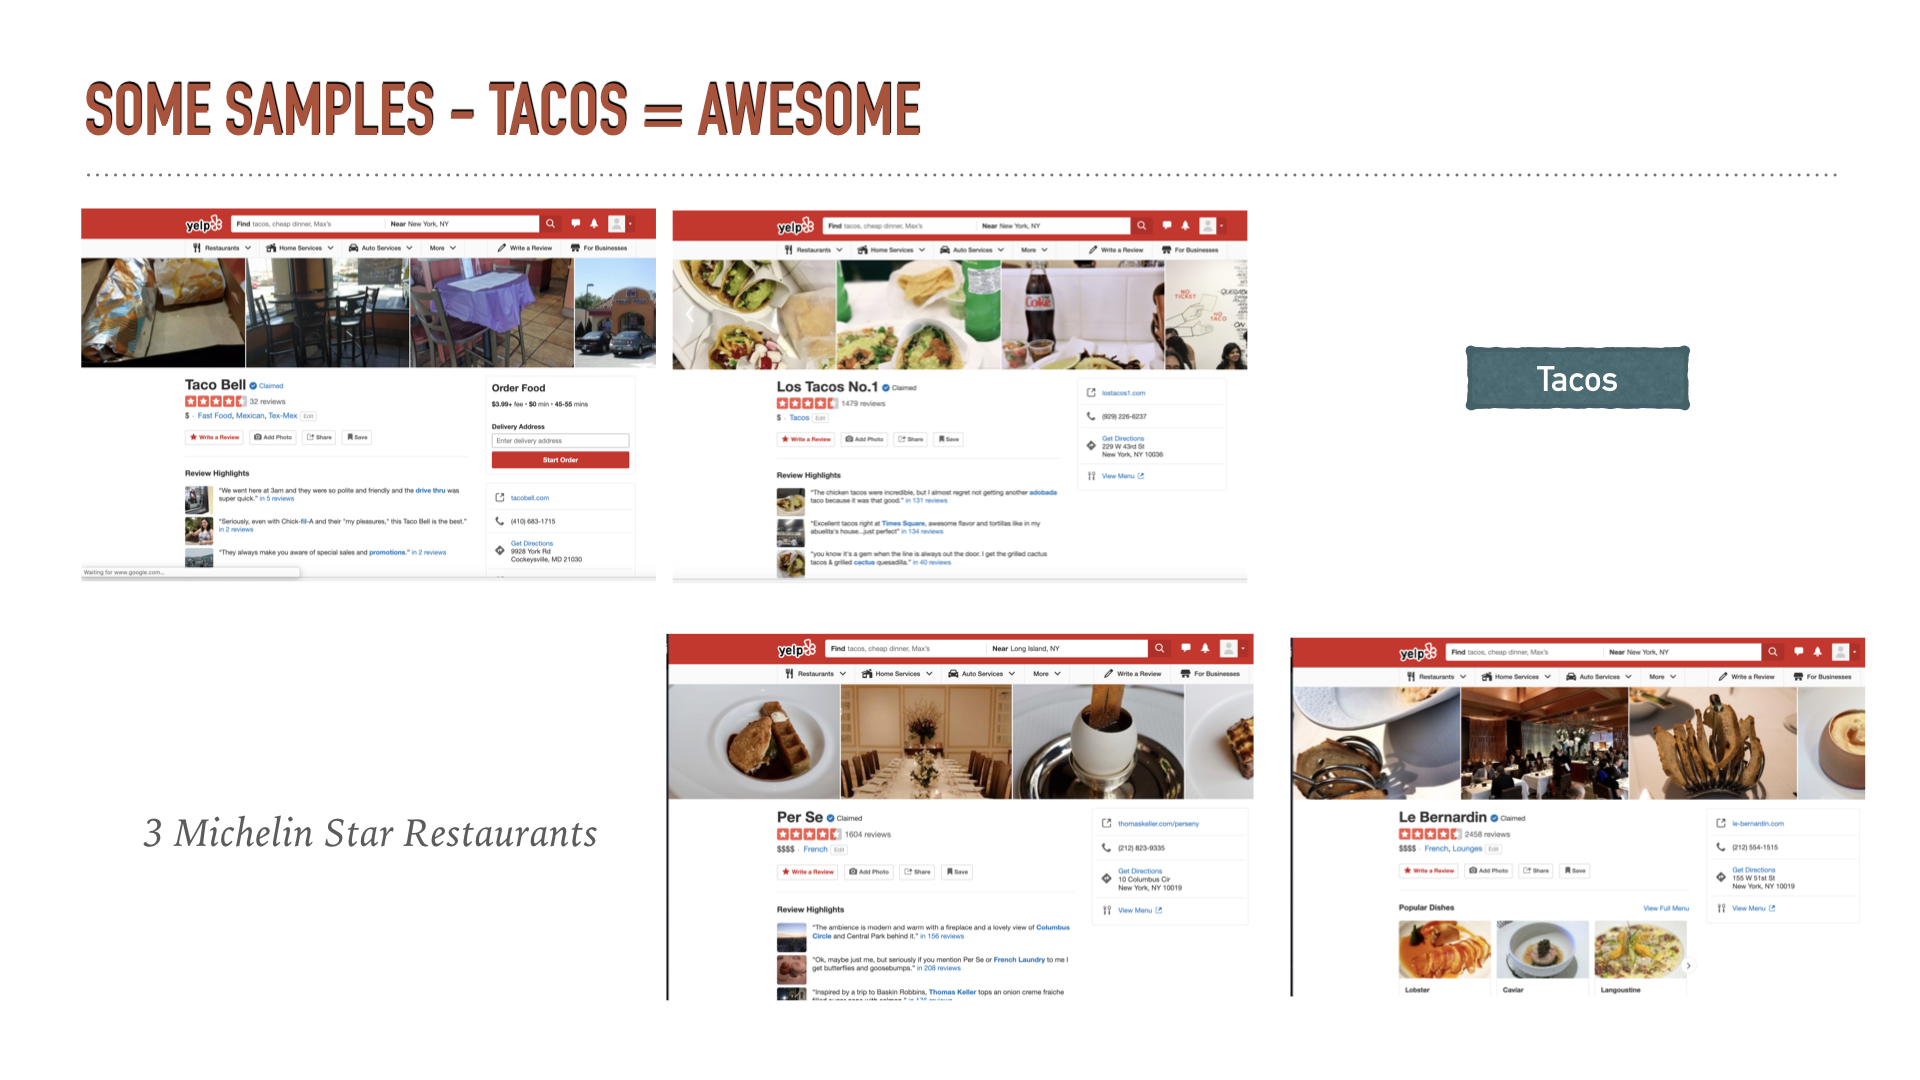 SOME SAMPLES - TACOS = AWESOME
yelp
Find tacos, cheap dinner, Max's
Near New York, NY
Restaurants
Home Services
Auto Services
More
Write a Review
For Businesses
Taco Bell Claimed
32 reviews
$ · Fast Food, Mexican, Tex-Mex Edit
Write a Review Add Photo Share Save
Review Highlights
"We went here at 3am and they were so polite and friendly and the drive thru was
super quick." in 5 reviews
"Seriously, even with Chick-fil-A and their "my pleasures," this Taco Bell is the best."
in 2 reviews
"They always make you aware of special sales and promotions." in 2 reviews
Waiting for www.google.com...
Order Food
$3.99+ fee • $0 min • 45-55 mins
Delivery Address
Enter delivery address
Start Order
tacobell.com
(410) 683-1715
Get Directions
9928 York Rd
Cockeysville, MD 21030
yelp
Find tacos, cheap dinner, Max's
Near New York, NY
Restaurants
Home Services
Auto Services
More
Write a Review
For Businesses
Coke
NO
TICKET
NO
TACO
Los Tacos No.1 Claimed
1479 reviews
$ · Tacos Edit
Write a Review Add Photo Share Save
Review Highlights
"The chicken tacos were incredible, but I almost regret not getting another adobada
taco because it was that good." in 131 reviews
"Excellent tacos right at Times Square, awesome flavor and tortillas like in my
abuelita's house...just perfect" in 134 reviews
"you know it's a gem when the line is always out the door. I get the grilled cactus
tacos & grilled cactus quesadilla." in 40 reviews
lostacos1.com
(929) 226-6237
Get Directions
229 W 43rd St
New York, NY 10036
View Menu
Tacos
3 Michelin Star Restaurants
yelp
Find tacos, cheap dinner, Max's
Near Long Island, NY
Restaurants
Home Services
Auto Services
More
Write a Review
For Businesses
Per Se Claimed
1604 reviews
$$$$ · French Edit
Write a Review Add Photo Share Save
Review Highlights
"The ambience is modern and warm with a fireplace and a lovely view of Columbus
Circle and Central Park behind it." in 156 reviews
"Ok, maybe just me, but seriously if you mention Per Se or French Laundry to me I
get butterflies and goosebumps." in 208 reviews
"Inspired by a trip to Baskin Robbins, Thomas Keller tops an onion creme fraiche
thomaskeller.com/perseny
(212) 823-9335
Get Directions
10 Columbus Cir
New York, NY 10019
View Menu
yelp
Find tacos, cheap dinner, Max's
Near New York, NY
Restaurants
Home Services
Auto Services
More
Write a Review
For Businesses
Le Bernardin Claimed
2458 reviews
$$$$ · French, Lounges Edit
Write a Review Add Photo Share Save
Popular Dishes
View Full Menu
Lobster
Caviar
Langoustine
le-bernardin.com
(212) 554-1515
Get Directions
155 W 51st St
New York, NY 10019
View Menu